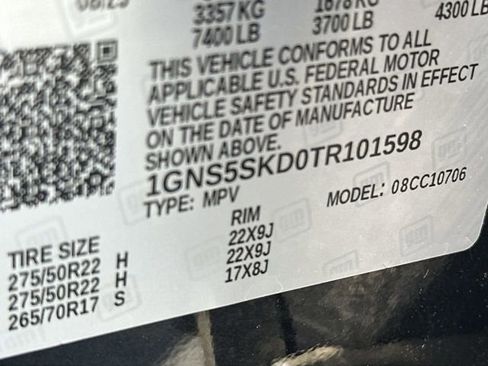 3357 KG
7400 LB
3700 LB
4300 LB
THIS VEHICLE CONFORMS TO ALL
APPLICABLE U.S. FEDERAL MOTOR
VEHICLE SAFETY STANDARDS IN EFFECT
ON THE DATE OF MANUFACTURE
SHOWN ABOVE.
1GNS5SKD0TR101598
TYPE: MPV MODEL: 08CC10706
TIRE SIZE RIM
275/50R22 H 22X9J
275/50R22 H 22X9J
265/70R17 S 17X8J